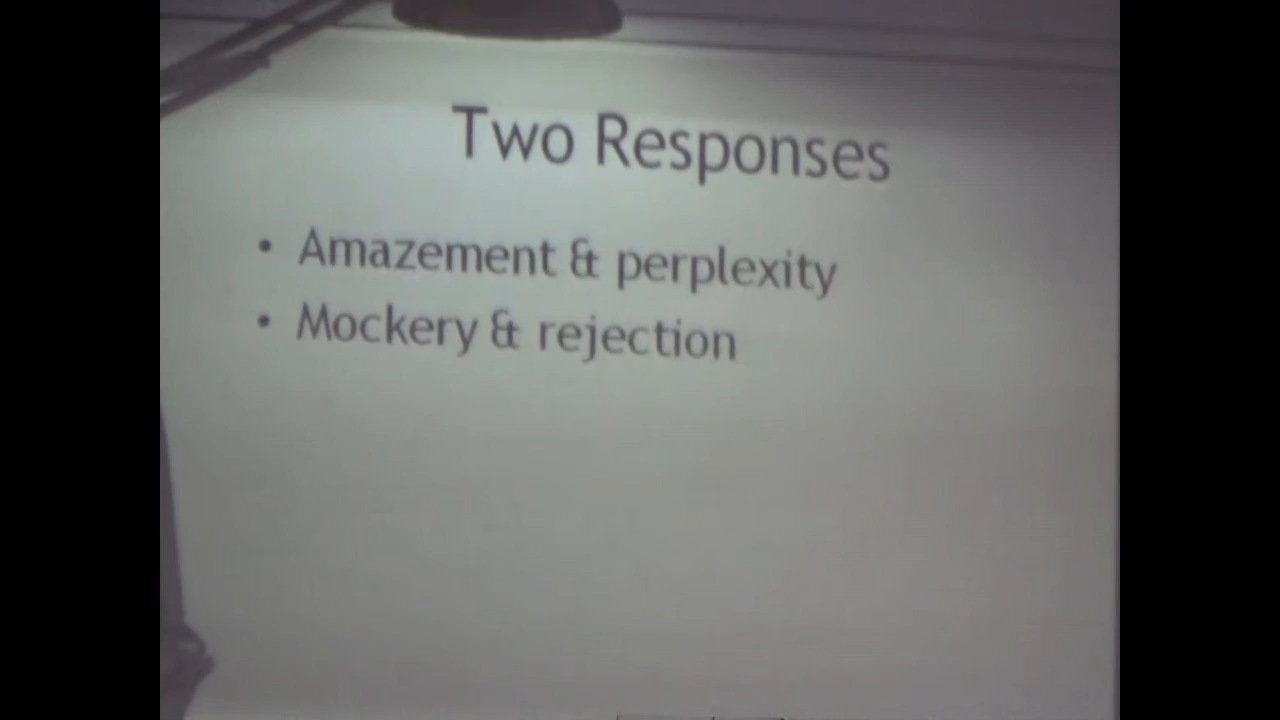 Two Responses
• Amazement & perplexity
• Mockery & rejection